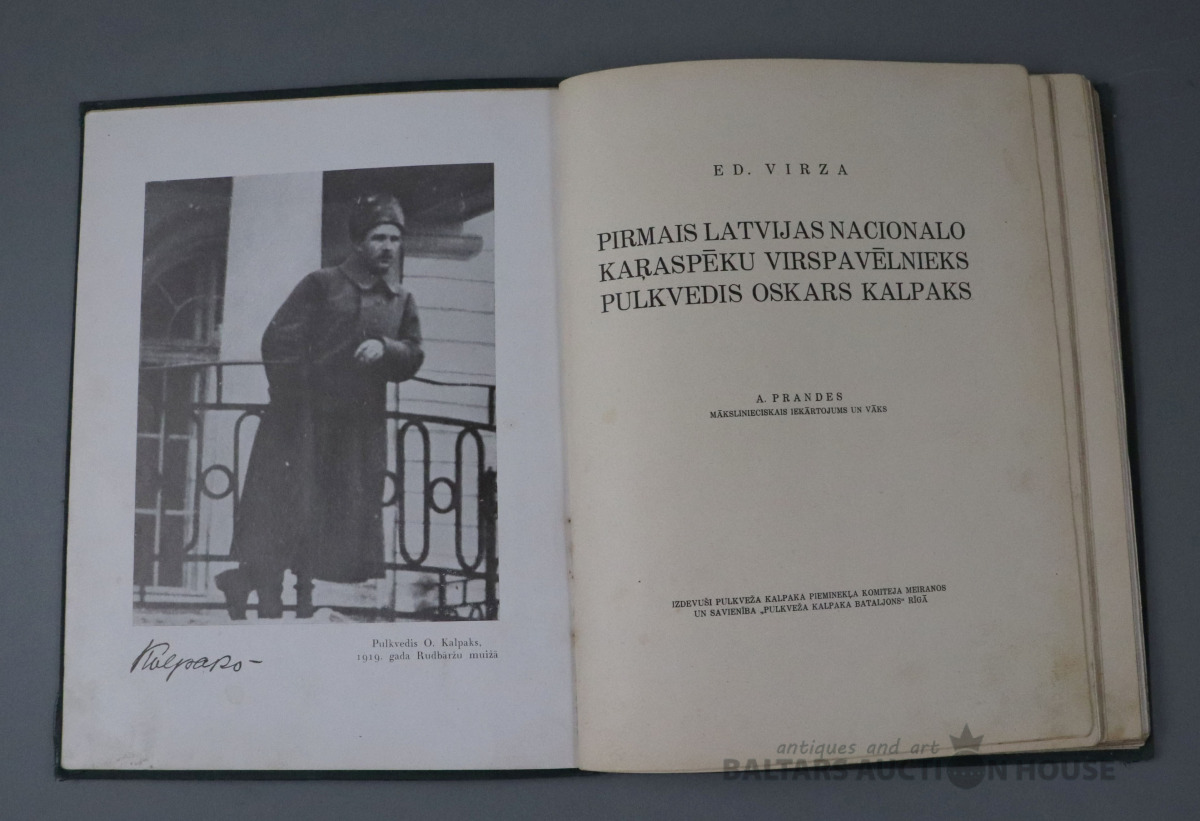 Kalpaks
Pulkvedis O. Kalpaks,
1919. gada Rudbāržu muižā
ED. VIRZA
PIRMAIS LATVIJAS NACIONALO
KAŖASPĒKU VIRSPAVĒLNIEKS
PULKVEDIS OSKARS KALPAKS
A. PRANDES
MĀKSLINIECISKAIS IEKĀRTOJUMS UN VĀKS
IZDEVUŠI PULKVEŽA KALPAKA PIEMINEKĻA KOMITEJA MEIRANOS
UN SAVIENĪBA „PULKVEŽA KALPAKA BATALJONS" RĪGĀ
antiques and art
BALTARS AUCTION HOUSE